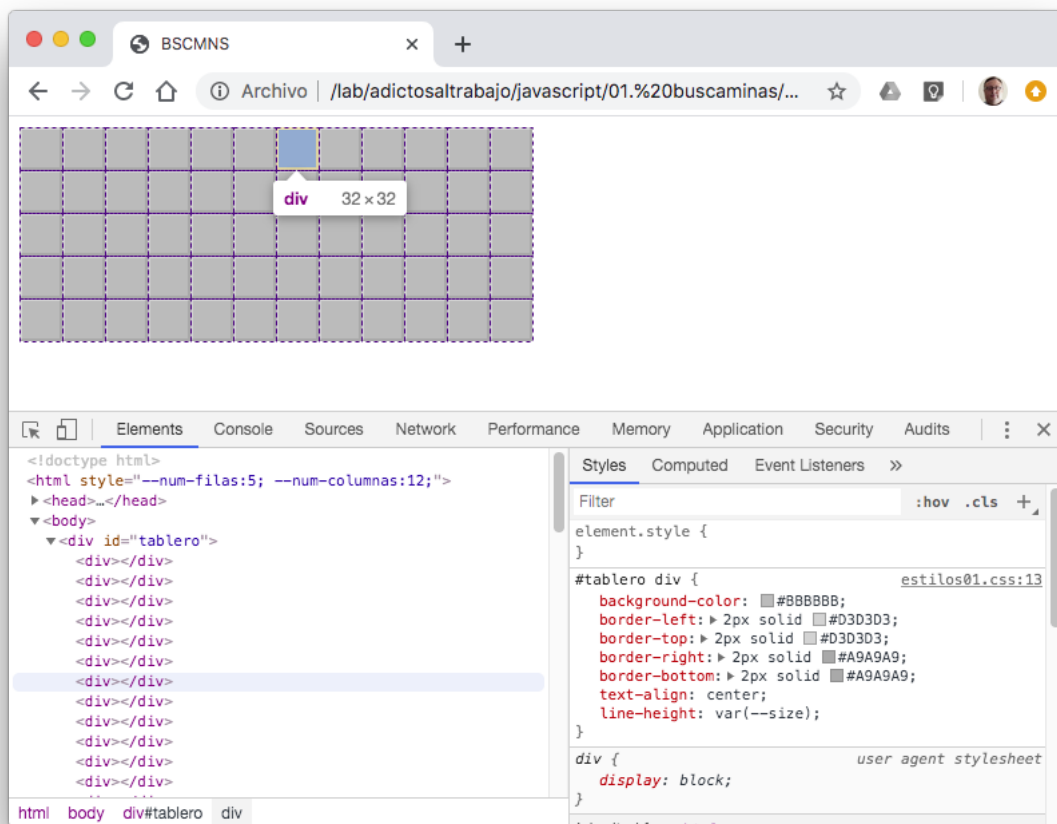 BSCMNS
Archivo /lab/adictosaltrabajo/javascript/01.%20buscaminas/...
div 32 × 32
Elements Console Sources Network Performance Memory Application Security Audits
<!doctype html>
<html style="--num-filas:5; --num-columnas:12;">
<head>…</head>
<body>
<div id="tablero">
<div></div>
<div></div>
<div></div>
<div></div>
<div></div>
<div></div>
<div></div>
<div></div>
<div></div>
<div></div>
<div></div>
<div></div>
html body div#tablero div
Styles Computed Event Listeners »
Filter :hov .cls +
element.style {
}
#tablero div { estilos01.css:13
background-color: #BBBBBB;
border-left: 2px solid #D3D3D3;
border-top: 2px solid #D3D3D3;
border-right: 2px solid #A9A9A9;
border-bottom: 2px solid #A9A9A9;
text-align: center;
line-height: var(--size);
}
div { user agent stylesheet
display: block;
}